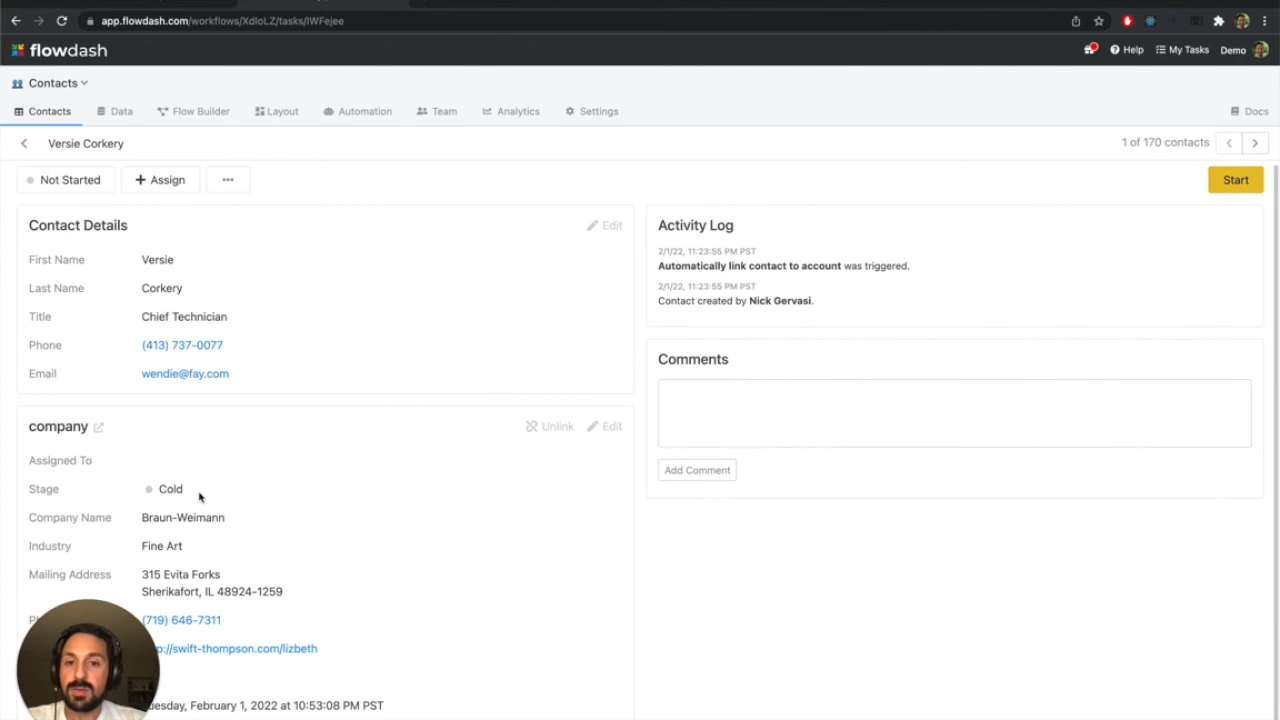 app.flowdash.com/workflows/XdIoLZ/tasks/IWFejee
flowdash
Help
My Tasks
Demo
Contacts
Contacts
Data
Flow Builder
Layout
Automation
Team
Analytics
Settings
Docs
Versie Corkery
1 of 170 contacts
Not Started
+ Assign
...
Start
Contact Details
Edit
First Name Versie
Last Name Corkery
Title Chief Technician
Phone (413) 737-0077
Email wendie@fay.com
company
Unlink
Edit
Assigned To
Stage Cold
Company Name Braun-Weimann
Industry Fine Art
Mailing Address 315 Evita Forks
Sherikafort, IL 48924-1259
(719) 646-7311
p://swift-thompson.com/lizbeth
esday, February 1, 2022 at 10:53:08 PM PST
Activity Log
2/1/22, 11:23:55 PM PST
Automatically link contact to account was triggered.
2/1/22, 11:23:55 PM PST
Contact created by Nick Gervasi.
Comments
Add Comment